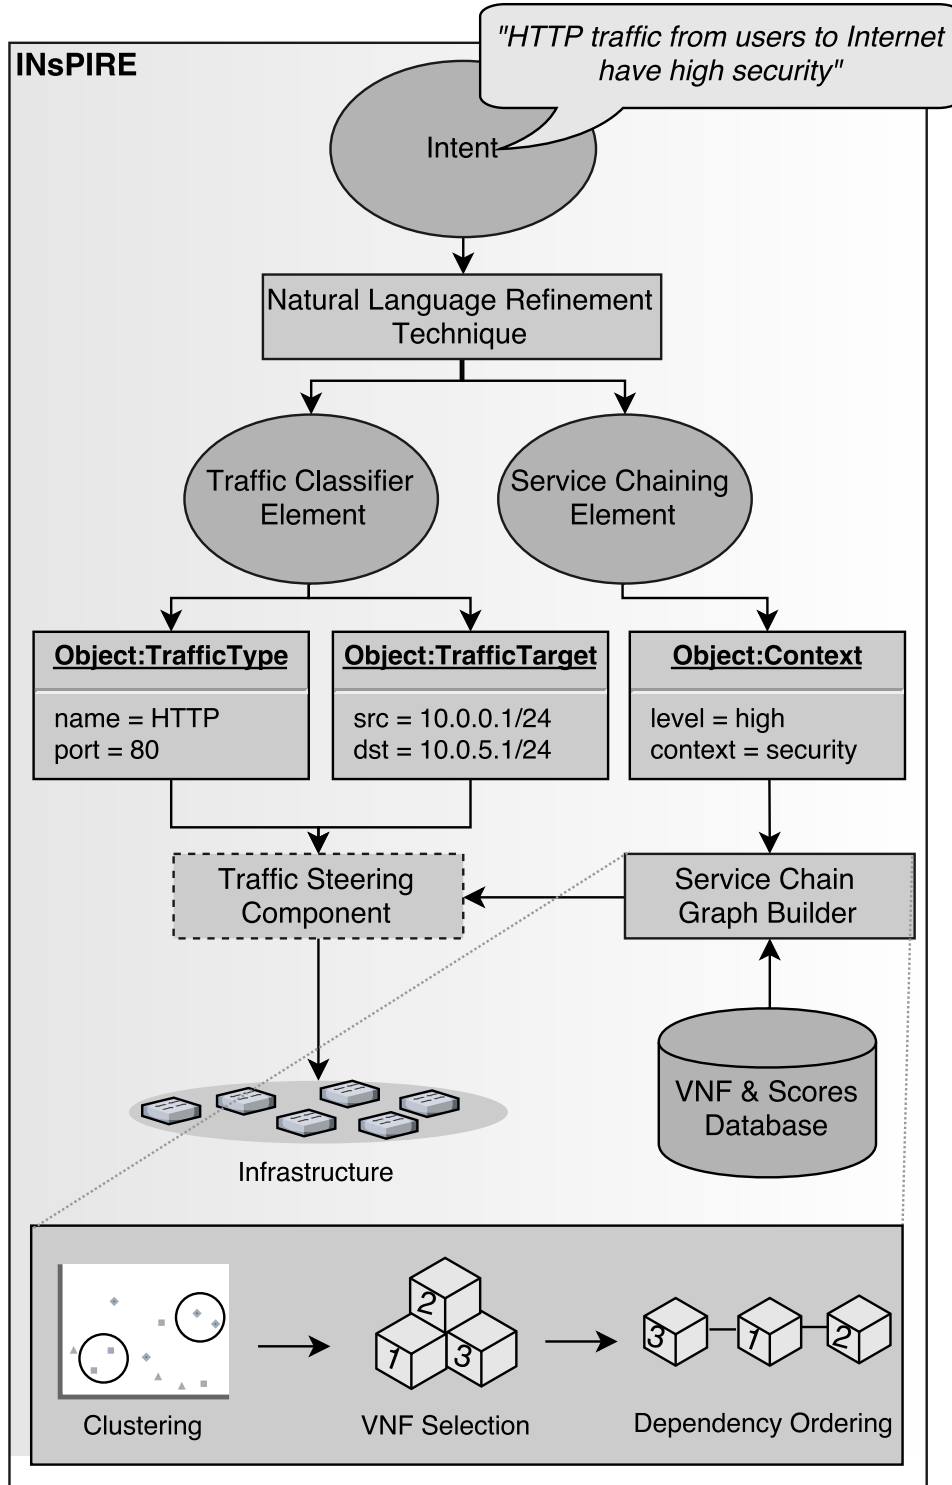 "HTTP traffic from users to Internet
have high security"
INsPIRE
Intent
Natural Language Refinement
Technique
Traffic Classifier
Element
Service Chaining
Element
Object:TrafficType
name = HTTP
port = 80
Object:TrafficTarget
src = 10.0.0.1/24
dst = 10.0.5.1/24
Object:Context
level = high
context = security
Traffic Steering
Component
Service Chain
Graph Builder
VNF & Scores
Database
Infrastructure
2
1
3
3
1
2
Clustering
VNF Selection
Dependency Ordering